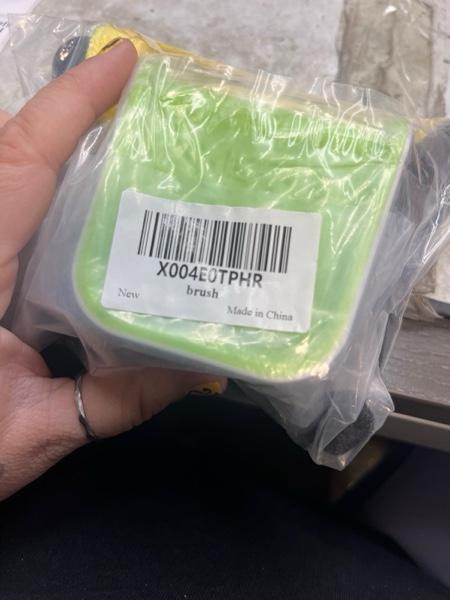 X004E0TPHR
brush
New
Made in China